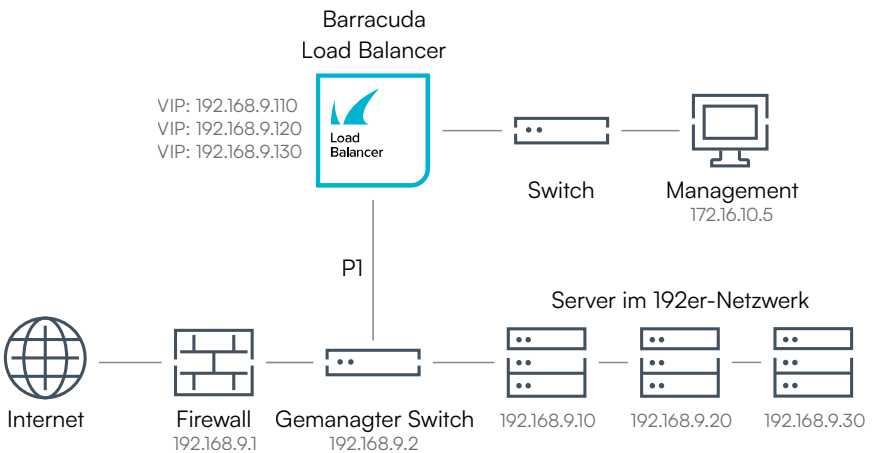 Barracuda
Load Balancer
VIP: 192.168.9.110
VIP: 192.168.9.120
VIP: 192.168.9.130
Load
Balancer
Switch
Management
172.16.10.5
P1
Server im 192er-Netzwerk
Internet
Firewall
192.168.9.1
Gemanagter Switch
192.168.9.2
192.168.9.10
192.168.9.20
192.168.9.30